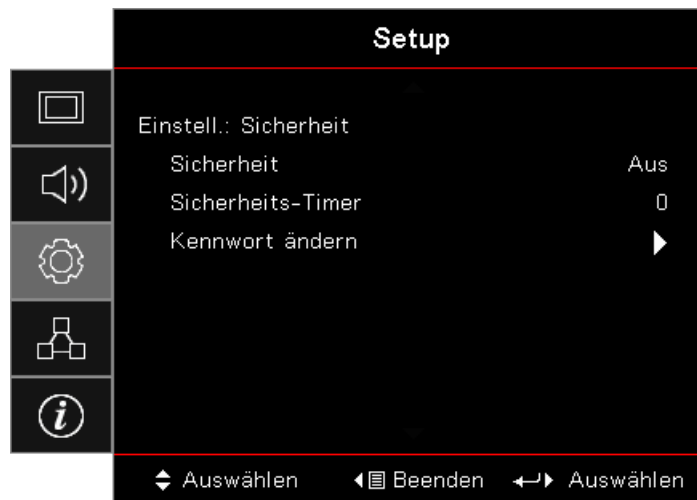 Setup
Einstell.: Sicherheit
Sicherheit Aus
Sicherheits-Timer 0
Kennwort ändern
Auswählen Beenden Auswählen